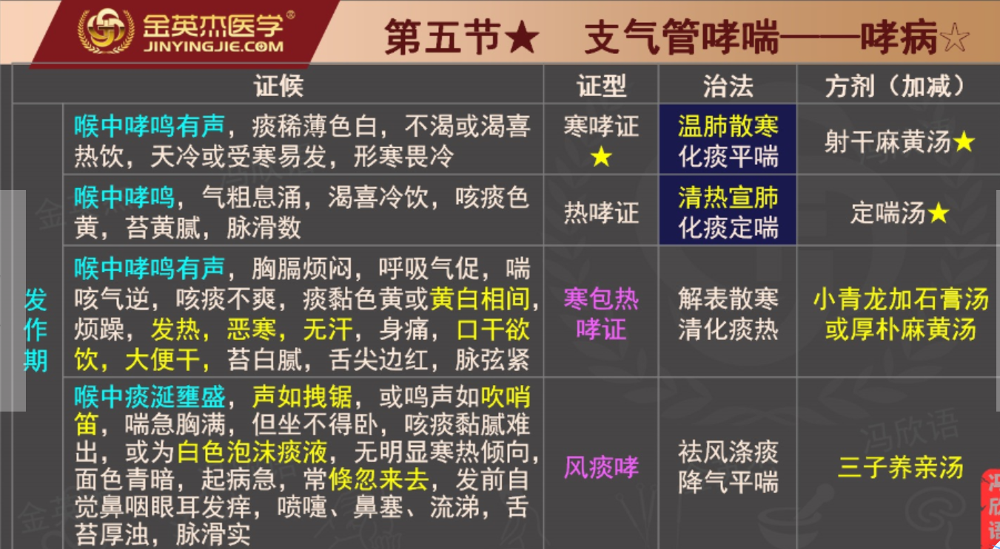 金英杰医学®
JINYINGJIE.COM
第五节★ 支气管哮喘——哮病☆
证候 证型 治法 方剂（加减）
发
作
期
喉中哮鸣有声，痰稀薄色白，不渴或渴喜
热饮，天冷或受寒易发，形寒畏冷
寒哮证
★
温肺散寒
化痰平喘
射干麻黄汤★
喉中哮鸣，气粗息涌，渴喜冷饮，咳痰色
黄，苔黄腻，脉滑数
热哮证
清热宣肺
化痰定喘
定喘汤★
喉中哮鸣有声，胸膈烦闷，呼吸气促，喘
咳气逆，咳痰不爽，痰黏色黄或黄白相间，
烦躁，发热，恶寒，无汗，身痛，口干欲
饮，大便干，苔白腻，舌尖边红，脉弦紧
寒包热
哮证
解表散寒
清化痰热
小青龙加石膏汤
或厚朴麻黄汤
喉中痰涎壅盛，声如拽锯，或鸣声如吹哨
笛，喘急胸满，但坐不得卧，咳痰黏腻难
出，或为白色泡沫痰液，无明显寒热倾向，
面色青暗，起病急，常倏忽来去，发前自
觉鼻咽眼耳发痒，喷嚏、鼻塞、流涕，舌
苔厚浊，脉滑实
风痰哮
祛风涤痰
降气平喘
三子养亲汤
冯欣语
冯欣语